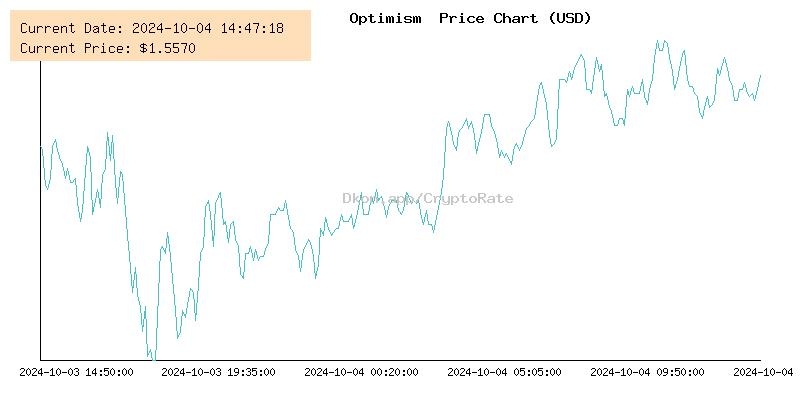 Optimism Price Chart (USD)
Current Date: 2024-10-04 14:47:18
Current Price: $1.5570
Dkon.app/CryptoRate
2024-10-03 14:50:00 2024-10-03 19:35:00 2024-10-04 00:20:00 2024-10-04 05:05:00 2024-10-04 09:50:00 2024-10-04